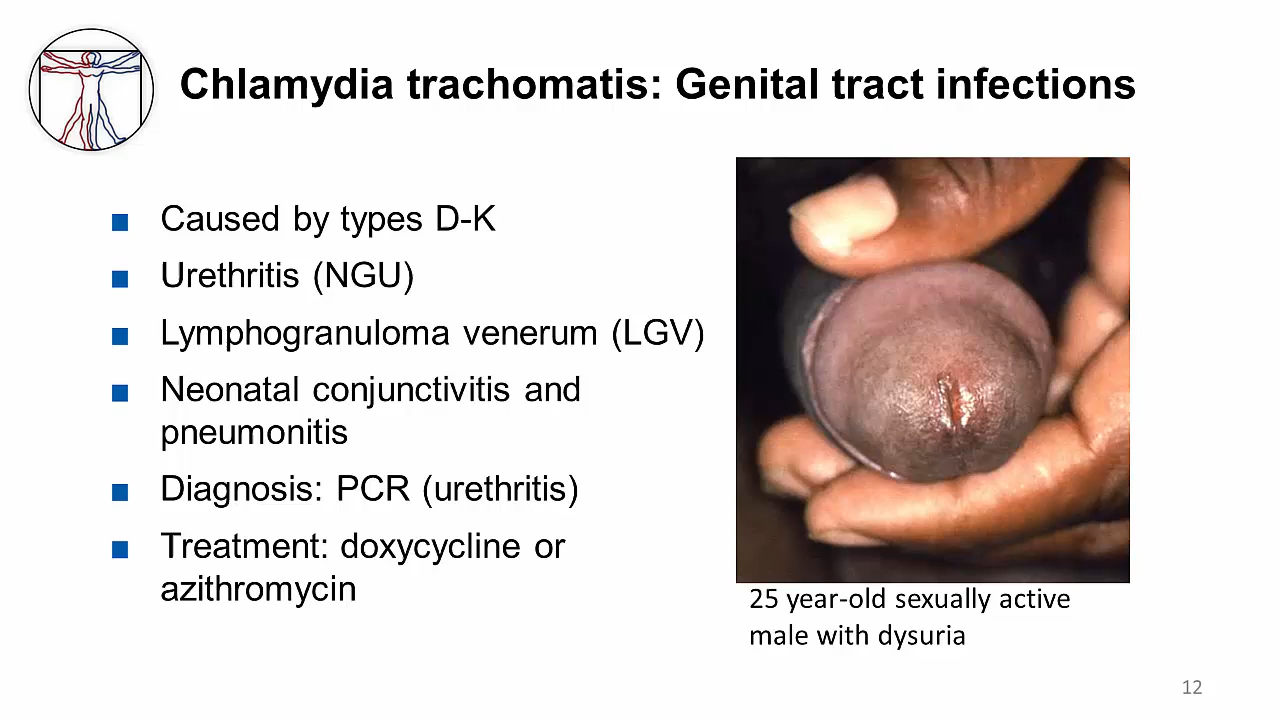 Chlamydia trachomatis: Genital tract infections
Caused by types D-K
Urethritis (NGU)
Lymphogranuloma venerum (LGV)
Neonatal conjunctivitis and
pneumonitis
Diagnosis: PCR (urethritis)
Treatment: doxycycline or
azithromycin
25 year-old sexually active
male with dysuria
12